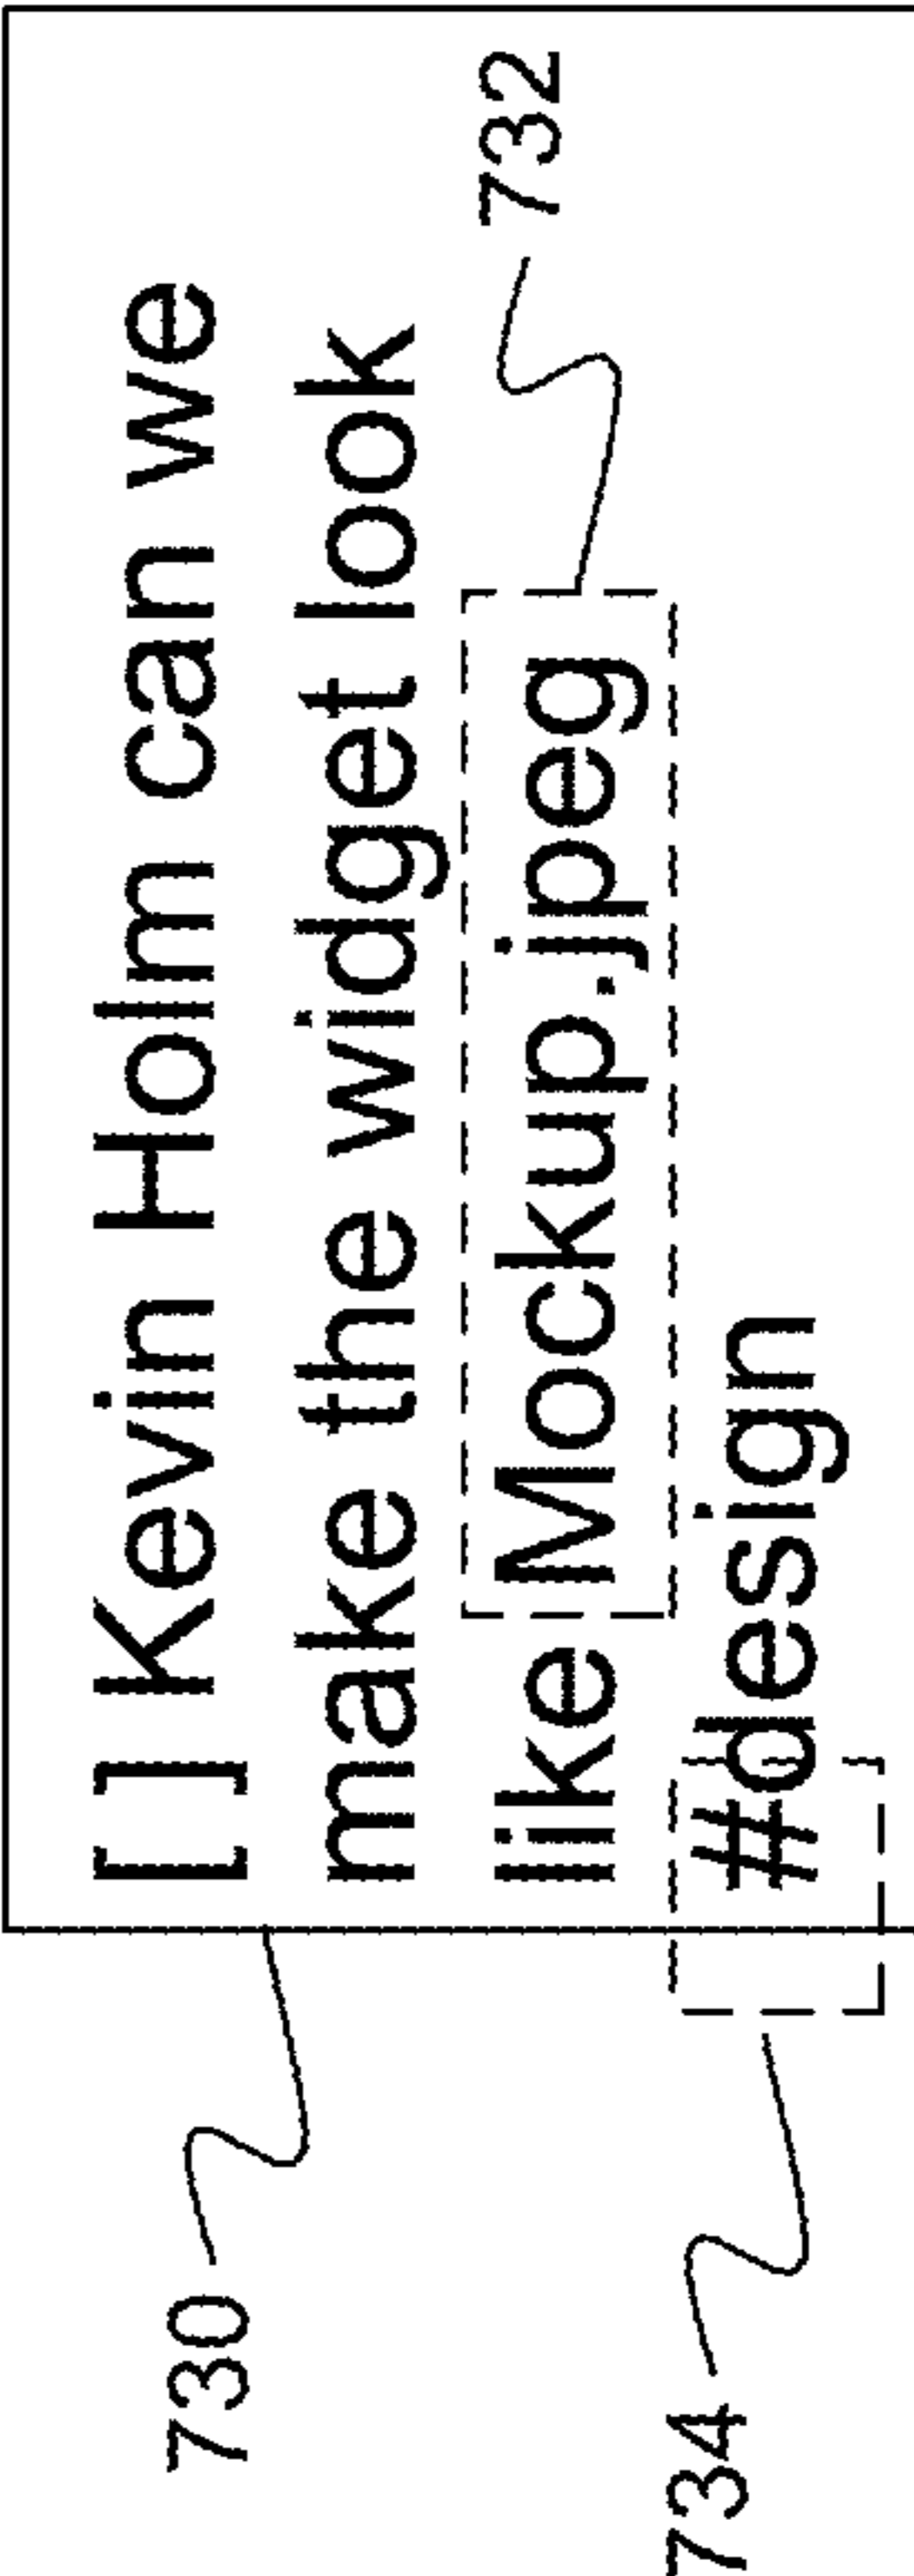 [ ] Kevin Holm can we
make the widget look
like Mockup.jpeg
#design
730
732
734